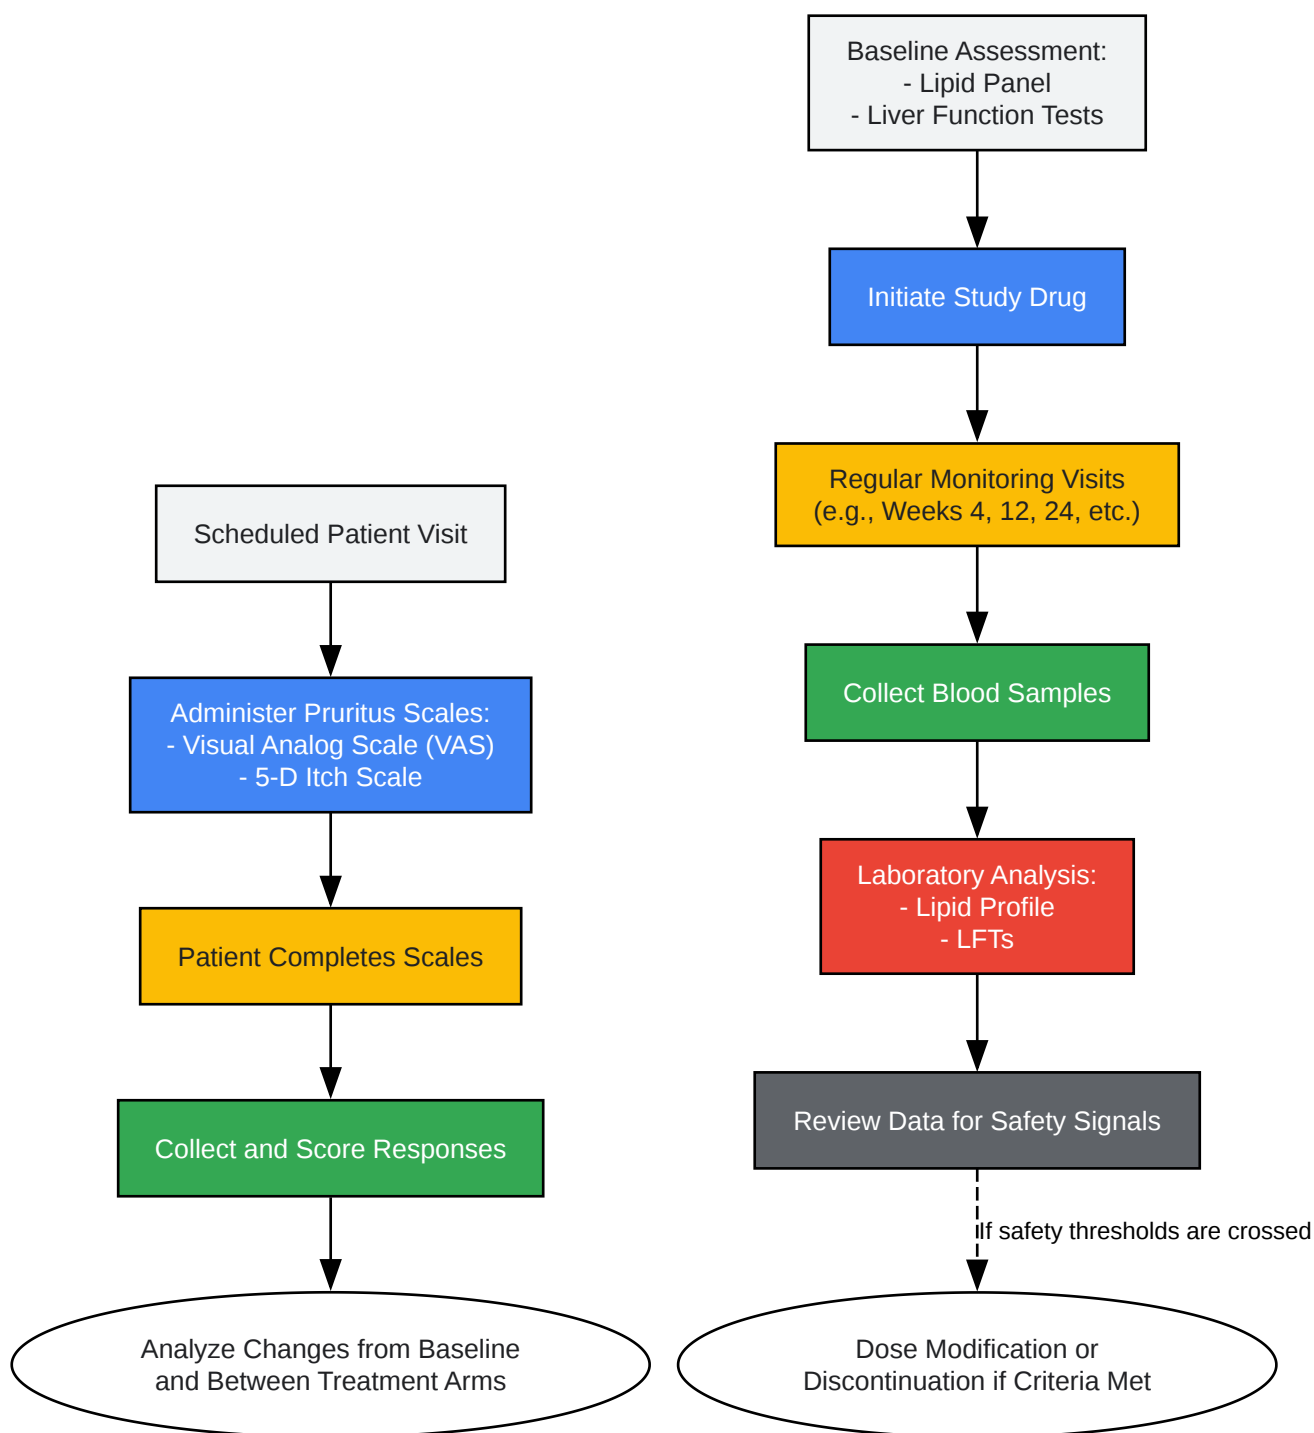 Baseline Assessment:
- Lipid Panel
- Liver Function Tests
Initiate Study Drug
Regular Monitoring Visits
(e.g., Weeks 4, 12, 24, etc.)
Collect Blood Samples
Laboratory Analysis:
- Lipid Profile
- LFTs
Review Data for Safety Signals
If safety thresholds are crossed
Dose Modification or
Discontinuation if Criteria Met
Scheduled Patient Visit
Administer Pruritus Scales:
- Visual Analog Scale (VAS)
- 5-D Itch Scale
Patient Completes Scales
Collect and Score Responses
Analyze Changes from Baseline
and Between Treatment Arms